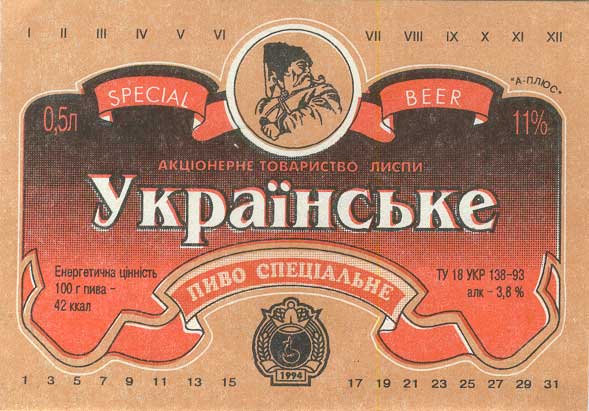 I II III IV V VI VII VIII IX X XI XII
"А-ПЛЮС"
SPECIAL BEER
0,5л 11%
АКЦІОНЕРНЕ ТОВАРИСТВО ЛИСПИ
Українське
ПИВО СПЕЦІАЛЬНЕ
Енергетична цінність
100 г пива -
42 ккал
ТУ 18 УКР 138-93
алк - 3,8 %
1994
1 3 5 7 9 11 13 15 17 19 21 23 25 27 29 31